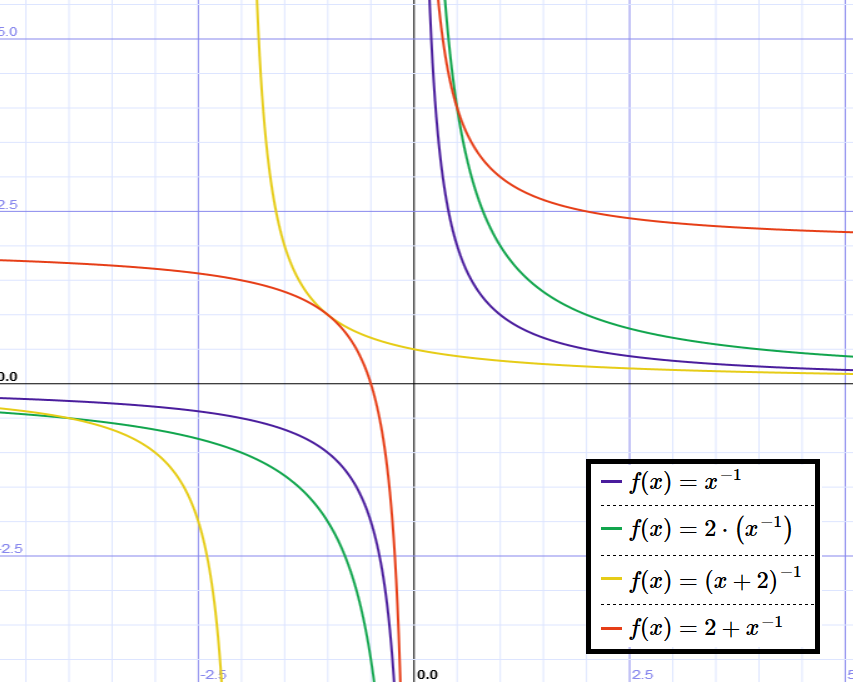 5.0
2.5
0.0
-2.5
-2.5 0.0 2.5 5
f(x) = x⁻¹
f(x) = 2 · (x⁻¹)
f(x) = (x + 2)⁻¹
f(x) = 2 + x⁻¹